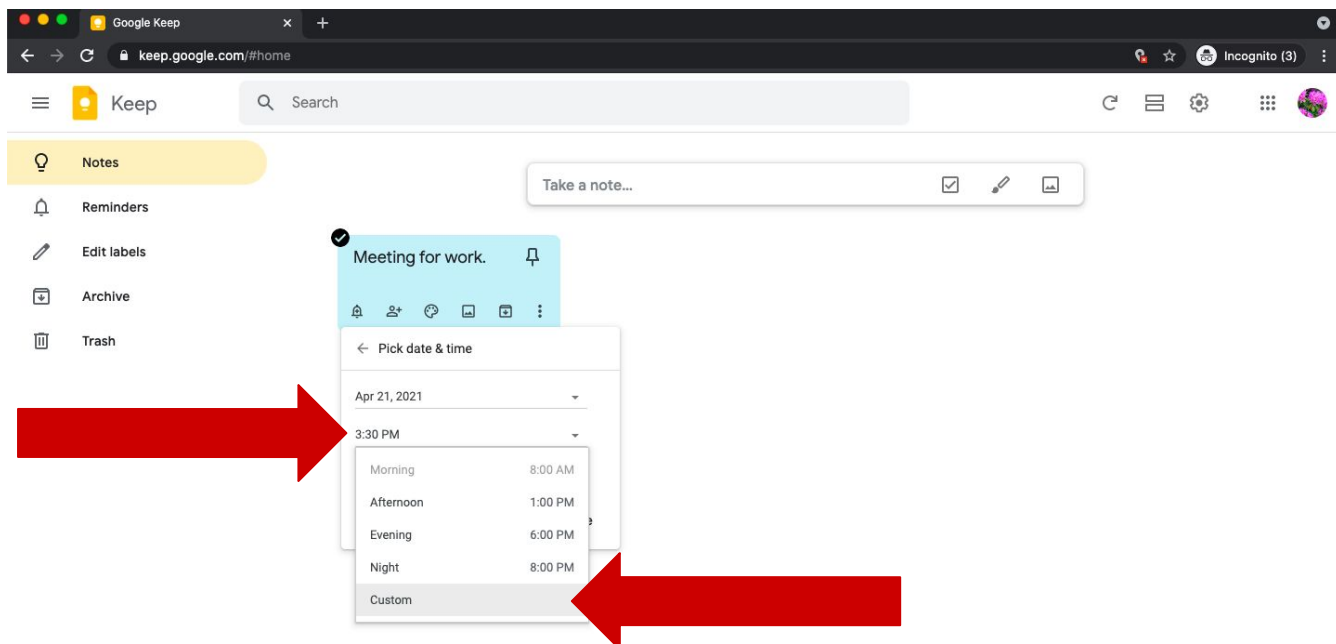 Google Keep
keep.google.com/#home
Incognito (3)
Keep
Search
Notes
Take a note...
Reminders
Edit labels
Meeting for work.
Archive
Trash
Pick date & time
Apr 21, 2021
3:30 PM
Morning 8:00 AM
Afternoon 1:00 PM
Evening 6:00 PM
Night 8:00 PM
Custom